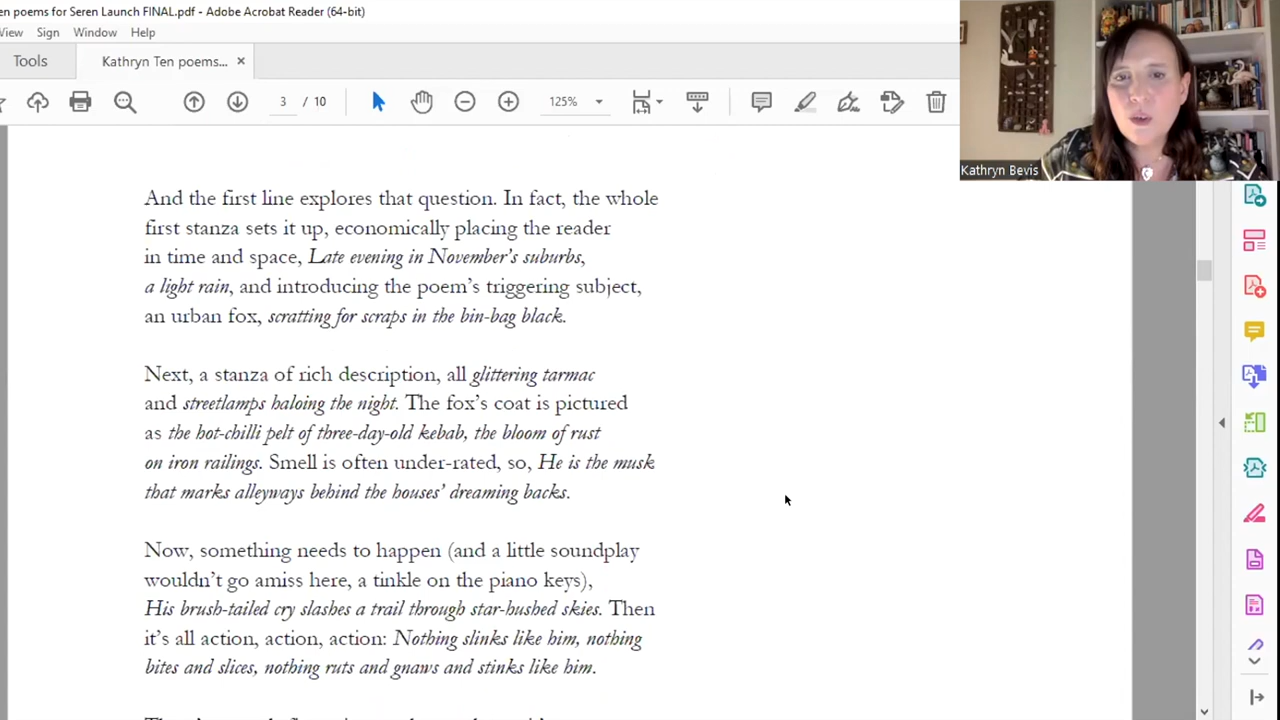 en poems for Seren Launch FINAL.pdf - Adobe Acrobat Reader (64-bit)
View Sign Window Help
Tools Kathryn Ten poems... ×
3 / 10 125%
Kathryn Bevis
And the first line explores that question. In fact, the whole
first stanza sets it up, economically placing the reader
in time and space, Late evening in November's suburbs,
a light rain, and introducing the poem's triggering subject,
an urban fox, scratting for scraps in the bin-bag black.
Next, a stanza of rich description, all glittering tarmac
and streetlamps haloing the night. The fox's coat is pictured
as the hot-chilli pelt of three-day-old kebab, the bloom of rust
on iron railings. Smell is often under-rated, so, He is the musk
that marks alleyways behind the houses' dreaming backs.
Now, something needs to happen (and a little soundplay
wouldn't go amiss here, a tinkle on the piano keys),
His brush-tailed cry slashes a trail through star-hushed skies. Then
it's all action, action, action: Nothing slinks like him, nothing
bites and slices, nothing ruts and gnaws and stinks like him.